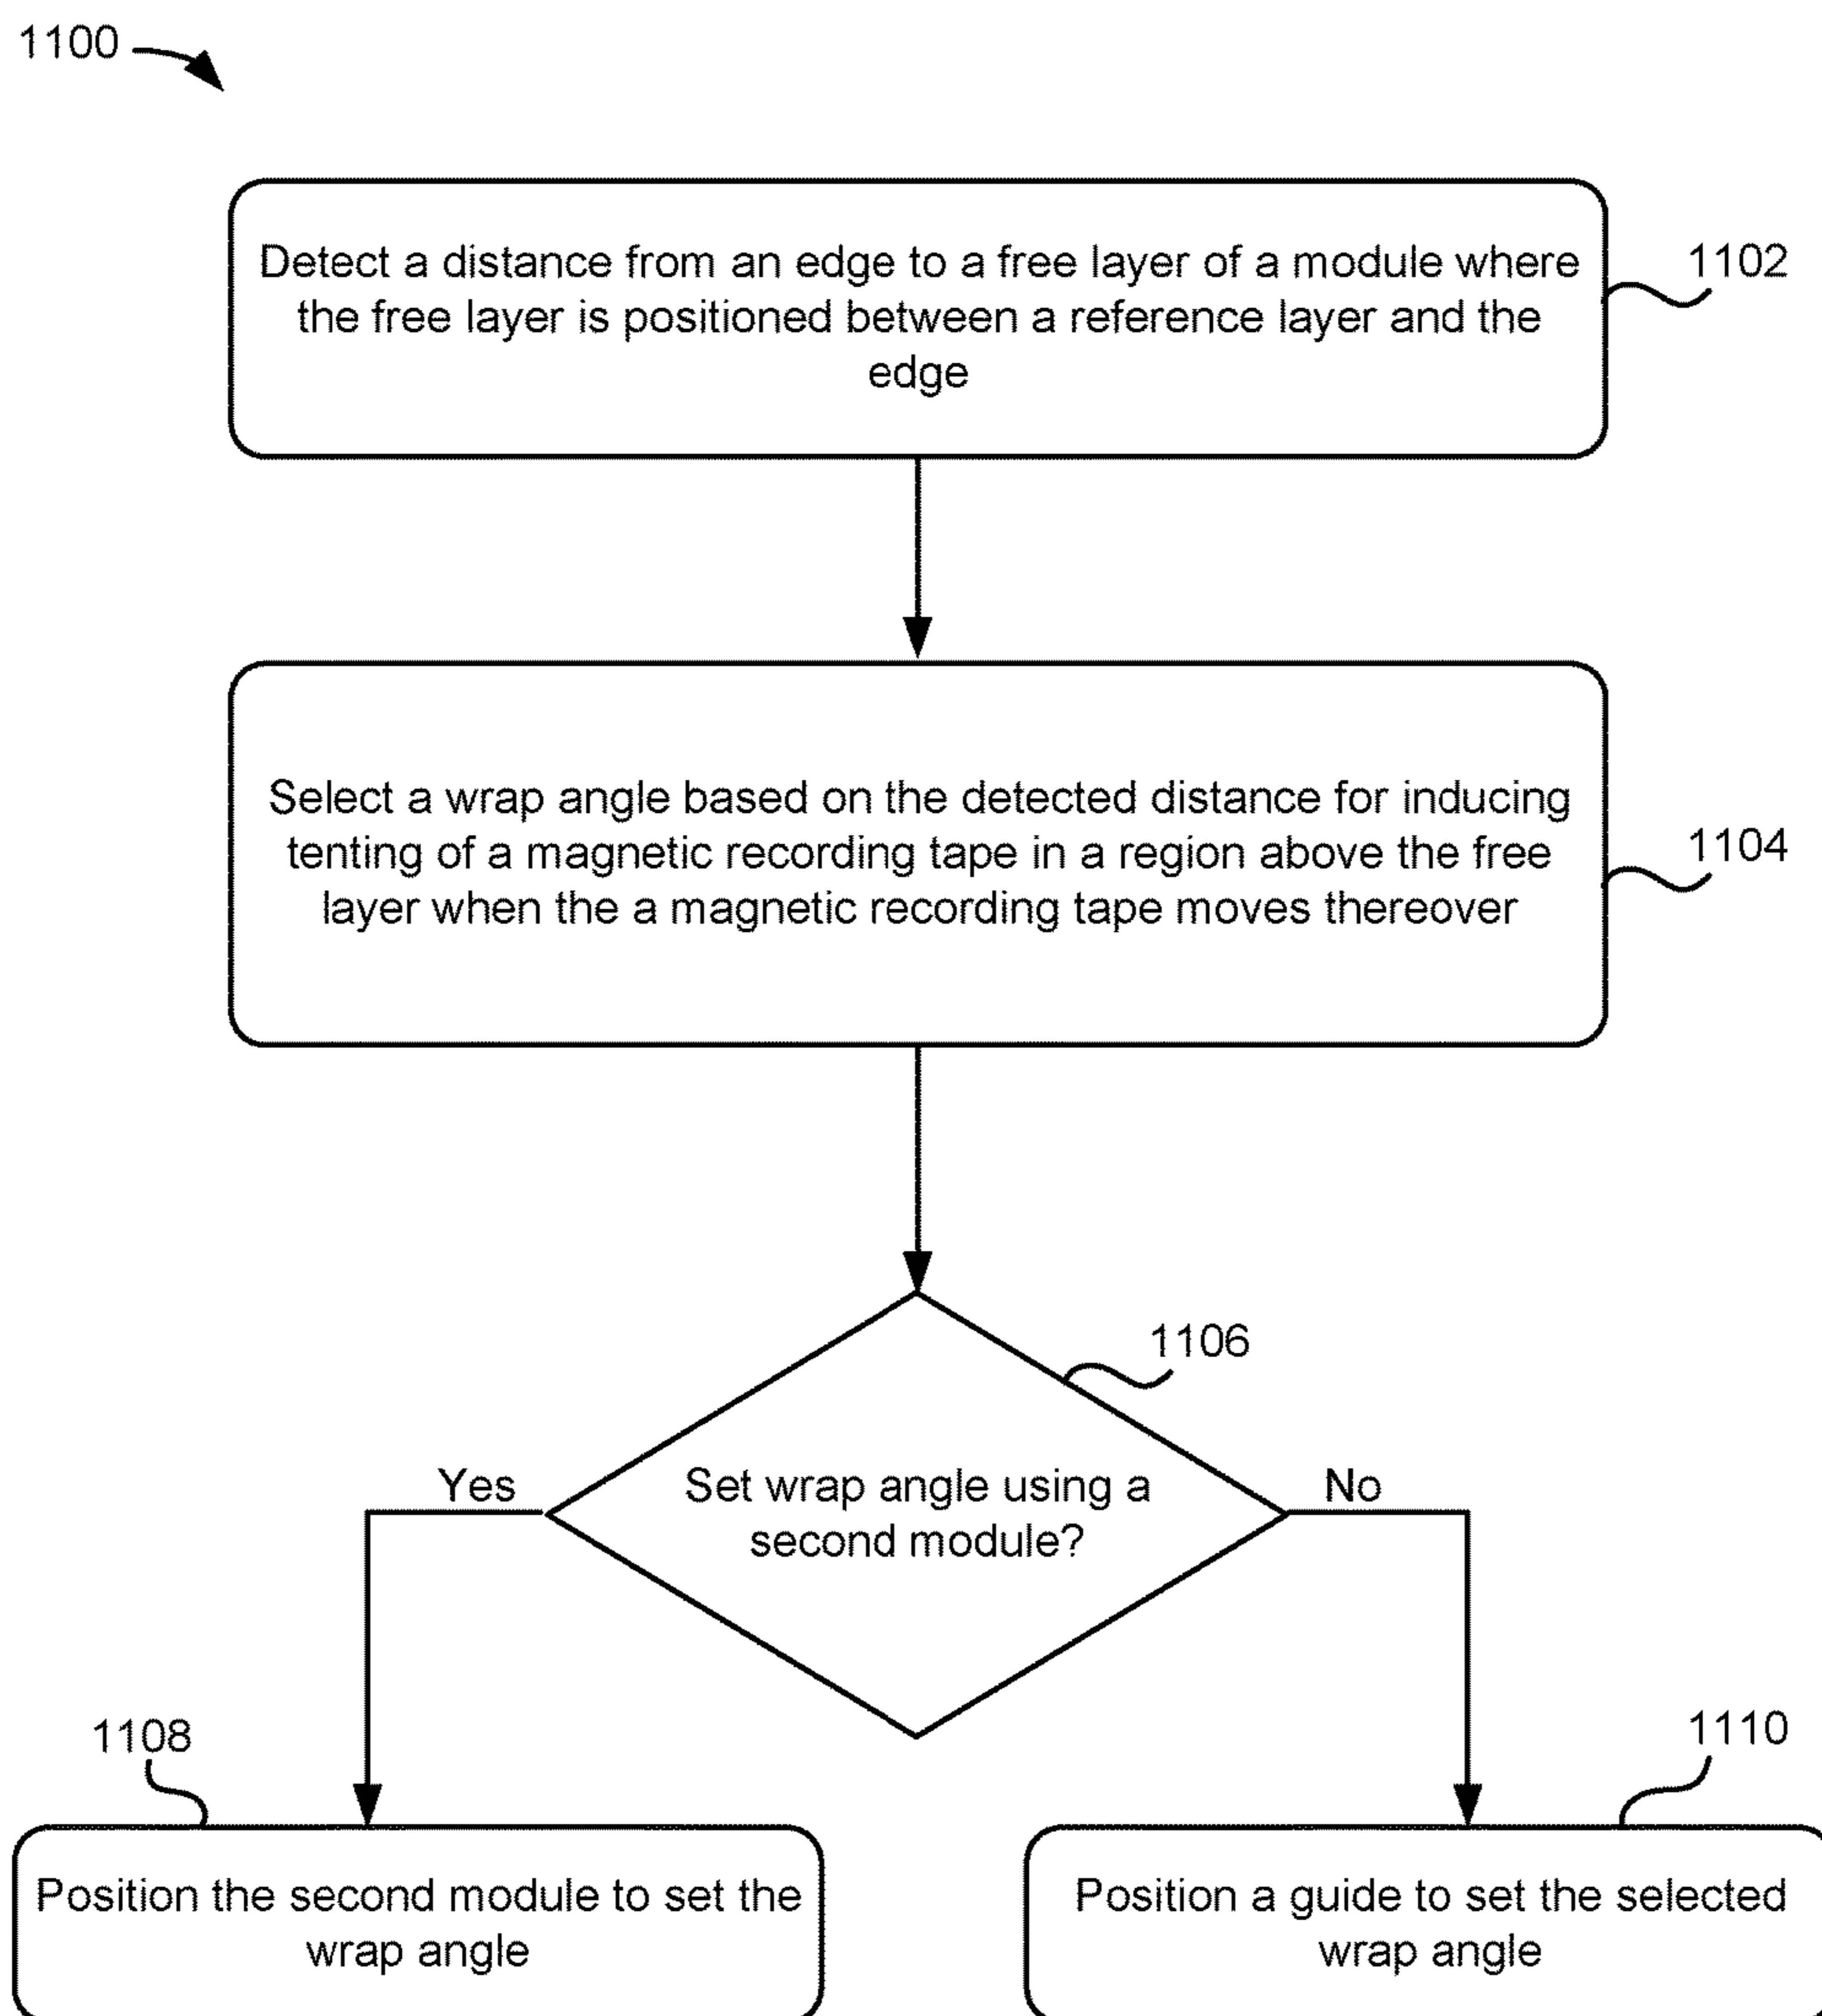 1100
Detect a distance from an edge to a free layer of a module where
the free layer is positioned between a reference layer and the
edge
1102
Select a wrap angle based on the detected distance for inducing
tenting of a magnetic recording tape in a region above the free
layer when the a magnetic recording tape moves thereover
1104
1106
Set wrap angle using a
second module?
Yes
No
1108
Position the second module to set the
wrap angle
1110
Position a guide to set the selected
wrap angle